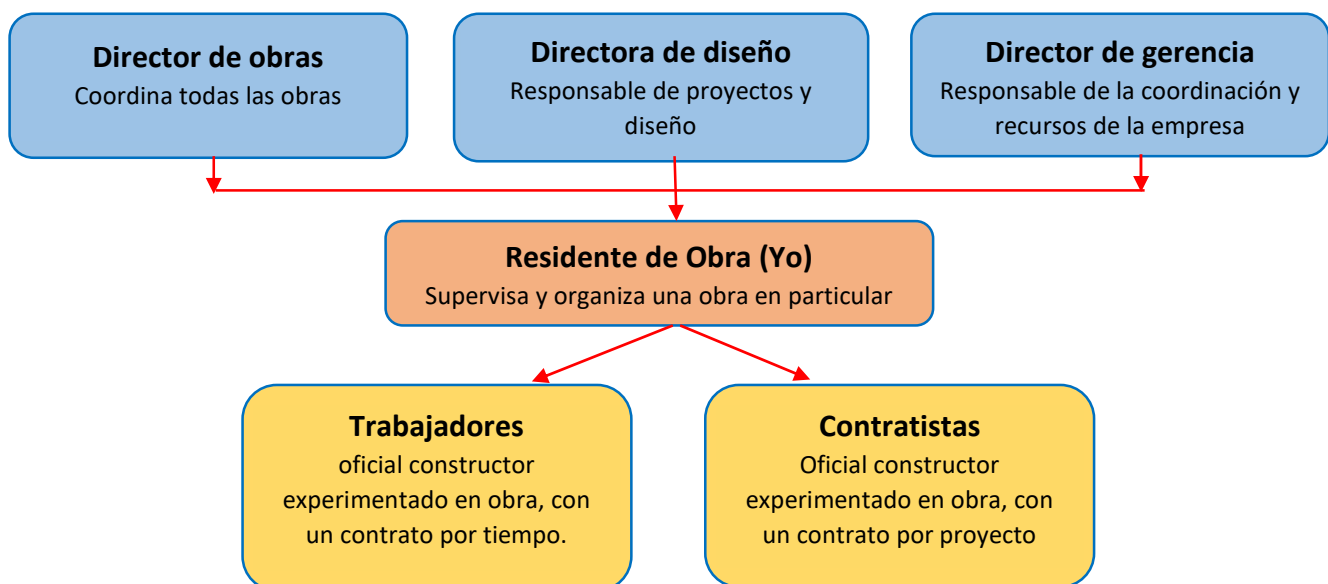 Director de obras
Coordina todas las obras
Directora de diseño
Responsable de proyectos y
diseño
Director de gerencia
Responsable de la coordinación y
recursos de la empresa
Residente de Obra (Yo)
Supervisa y organiza una obra en particular
Trabajadores
oficial constructor
experimentado en obra, con
un contrato por tiempo.
Contratistas
Oficial constructor
experimentado en obra, con
un contrato por proyecto